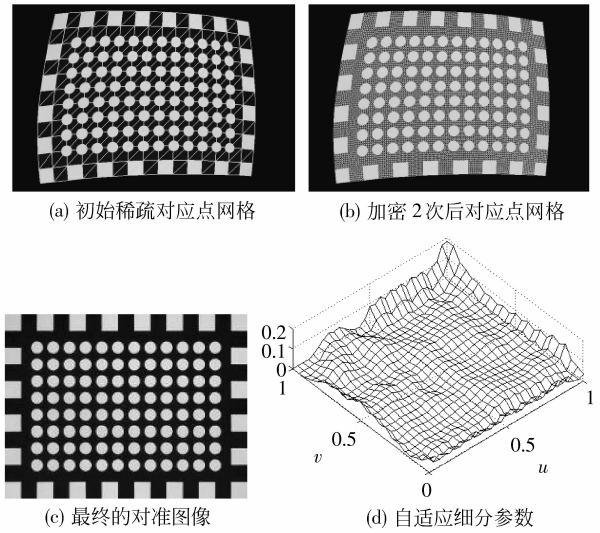 (a) 初始稀疏对应点网格
(b) 加密 2 次后对应点网格
0.2
0.1
0
1
0.5
v
0
0.5
u
1
(c) 最终的对准图像
(d) 自适应细分参数